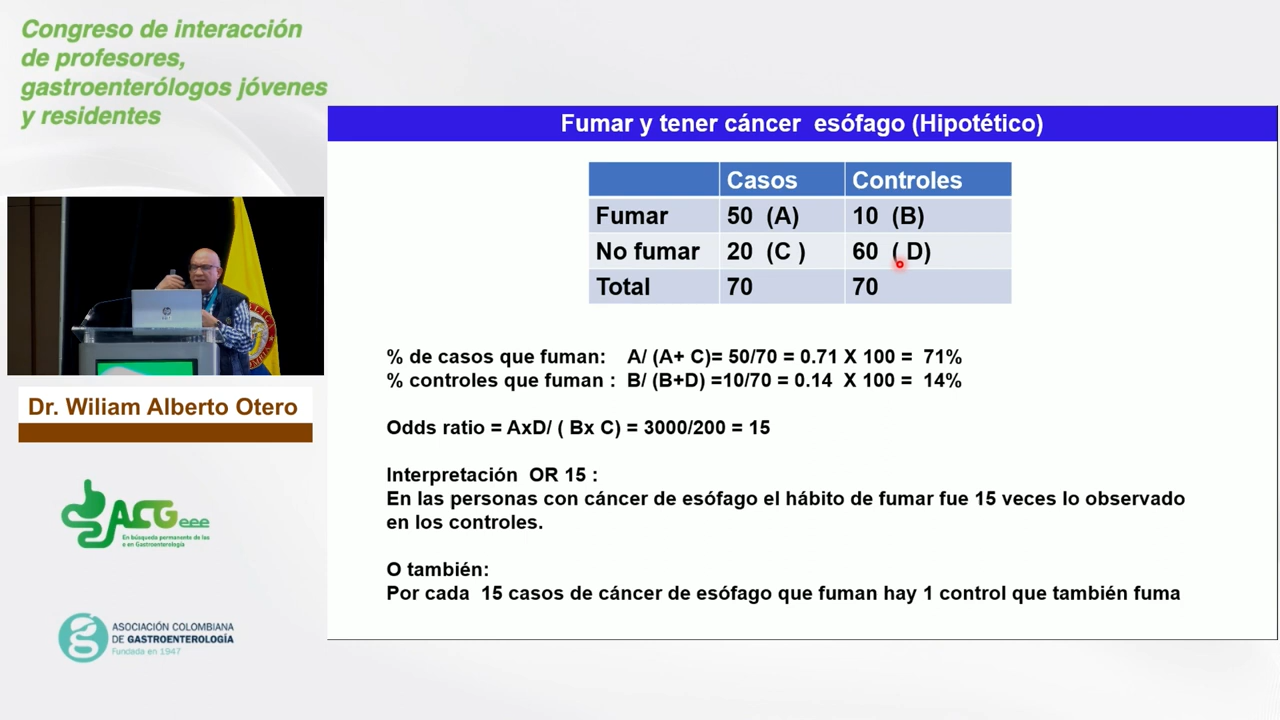 Congreso de interacción
de profesores,
gastroenterólogos jóvenes
y residentes
Fumar y tener cáncer esófago (Hipotético)
Casos Controles
Fumar 50 (A) 10 (B)
No fumar 20 (C ) 60 ( D)
Total 70 70
% de casos que fuman: A/ (A+ C)= 50/70 = 0.71 X 100 = 71%
% controles que fuman : B/ (B+D) =10/70 = 0.14 X 100 = 14%
Odds ratio = AxD/ ( Bx C) = 3000/200 = 15
Interpretación OR 15 :
En las personas con cáncer de esófago el hábito de fumar fue 15 veces lo observado
en los controles.
O también:
Por cada 15 casos de cáncer de esófago que fuman hay 1 control que también fuma
Dr. Wiliam Alberto Otero
ACG eee
En búsqueda permanente de las
e en Gastroenterología
ASOCIACIÓN COLOMBIANA
DE GASTROENTEROLOGÍA
Fundada en 1947